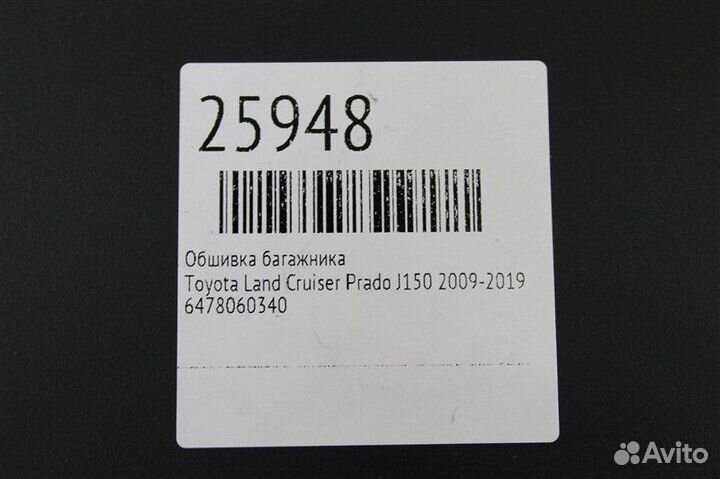 25948
Обшивка багажника
Toyota Land Cruiser Prado J150 2009-2019
6478060340
Avito